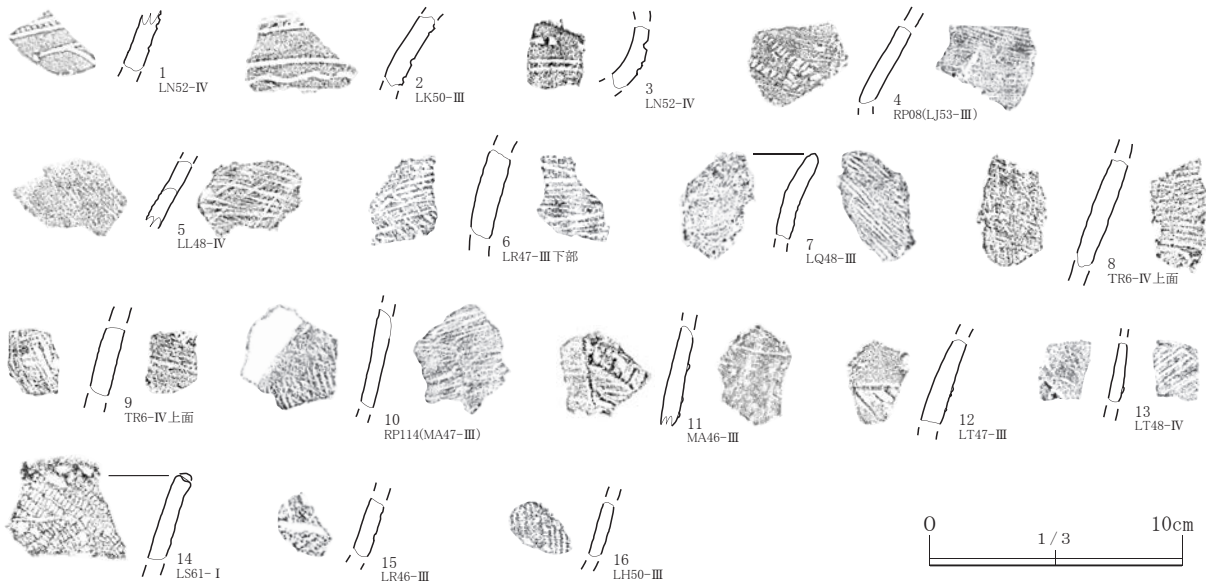 1
LN52-Ⅳ
2
LK50-Ⅲ
3
LN52-Ⅳ
4
RP08(LJ53-Ⅲ)
5
LL48-Ⅳ
6
LR47-Ⅲ下部
7
LQ48-Ⅲ
8
TR6-Ⅳ上面
9
TR6-Ⅳ上面
10
RP114(MA47-Ⅲ)
11
MA46-Ⅲ
12
LT47-Ⅲ
13
LT48-Ⅳ
14
LS61-Ⅰ
15
LR46-Ⅲ
16
LH50-Ⅲ
0 10cm
1/3